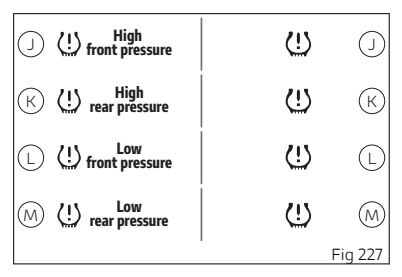 J High J
front pressure
K High K
rear pressure
L Low L
front pressure
M Low M
rear pressure
Fig 227